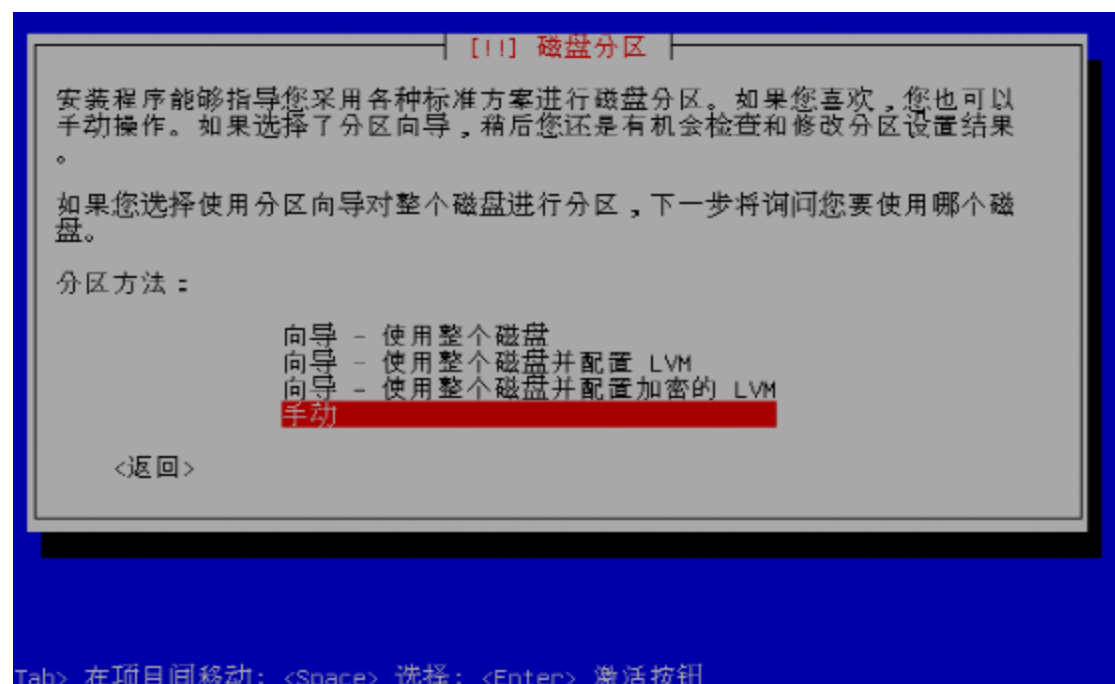 [!!] 磁盘分区
安装程序能够指导您采用各种标准方案进行磁盘分区。如果您喜欢,您也可以
手动操作。如果选择了分区向导,稍后您还是有机会检查和修改分区设置结果
。
如果您选择使用分区向导对整个磁盘进行分区,下一步将询问您要使用哪个磁
盘。
分区方法:
向导 - 使用整个磁盘
向导 - 使用整个磁盘并配置 LVM
向导 - 使用整个磁盘并配置加密的 LVM
手动
<返回>
Tab> 在项目间移动; <Space> 选择; <Enter> 激活按钮